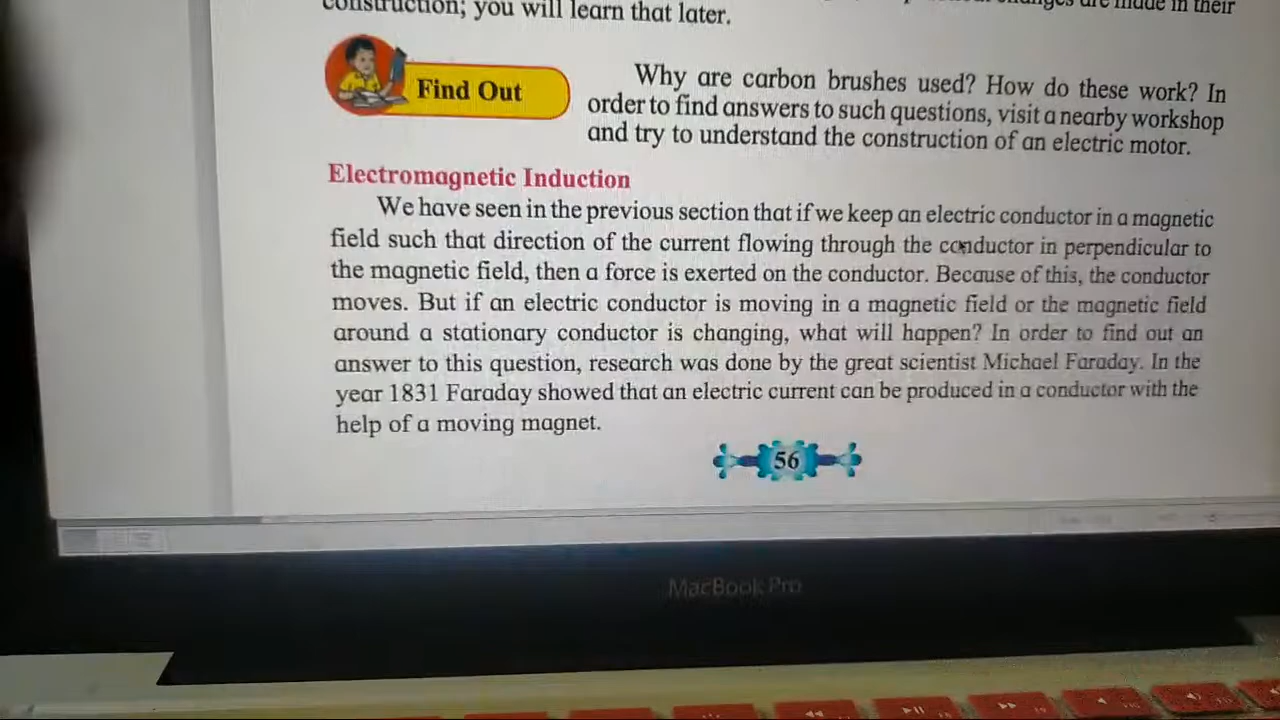 construction; you will learn that later.
changes are made in their
Find Out
Why are carbon brushes used? How do these work? In
order to find answers to such questions, visit a nearby workshop
and try to understand the construction of an electric motor.
Electromagnetic Induction
We have seen in the previous section that if we keep an electric conductor in a magnetic
field such that direction of the current flowing through the conductor in perpendicular to
the magnetic field, then a force is exerted on the conductor. Because of this, the conductor
moves. But if an electric conductor is moving in a magnetic field or the magnetic field
around a stationary conductor is changing, what will happen? In order to find out an
answer to this question, research was done by the great scientist Michael Faraday. In the
year 1831 Faraday showed that an electric current can be produced in a conductor with the
help of a moving magnet.
56
MacBook Pro